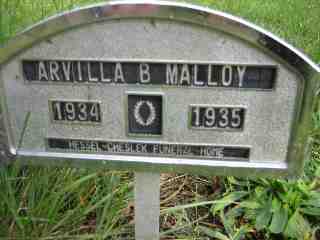 ARVILLA B MALLOY
1934 1935
HESSEL-CHESLEK FUNERAL HOME